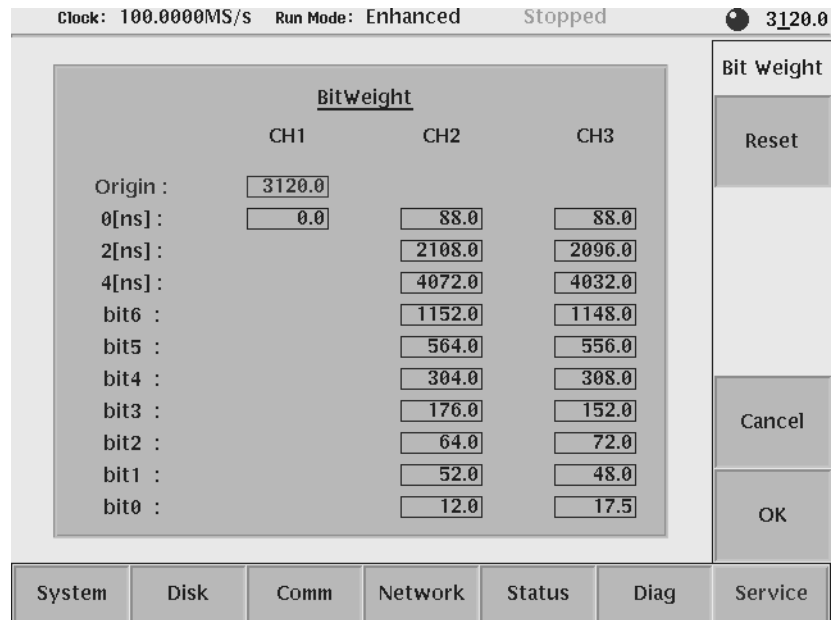 Clock: 100.0000MS/s Run Mode: Enhanced Stopped 3120.0
Bit Weight
BitWeight
CH1 CH2 CH3
Reset
Origin : 3120.0
0[ns] : 0.0 88.0 88.0
2[ns] : 2108.0 2096.0
4[ns] : 4072.0 4032.0
bit6 : 1152.0 1148.0
bit5 : 564.0 556.0
bit4 : 304.0 308.0
bit3 : 176.0 152.0
Cancel
bit2 : 64.0 72.0
bit1 : 52.0 48.0
bit0 : 12.0 17.5
OK
System Disk Comm Network Status Diag Service